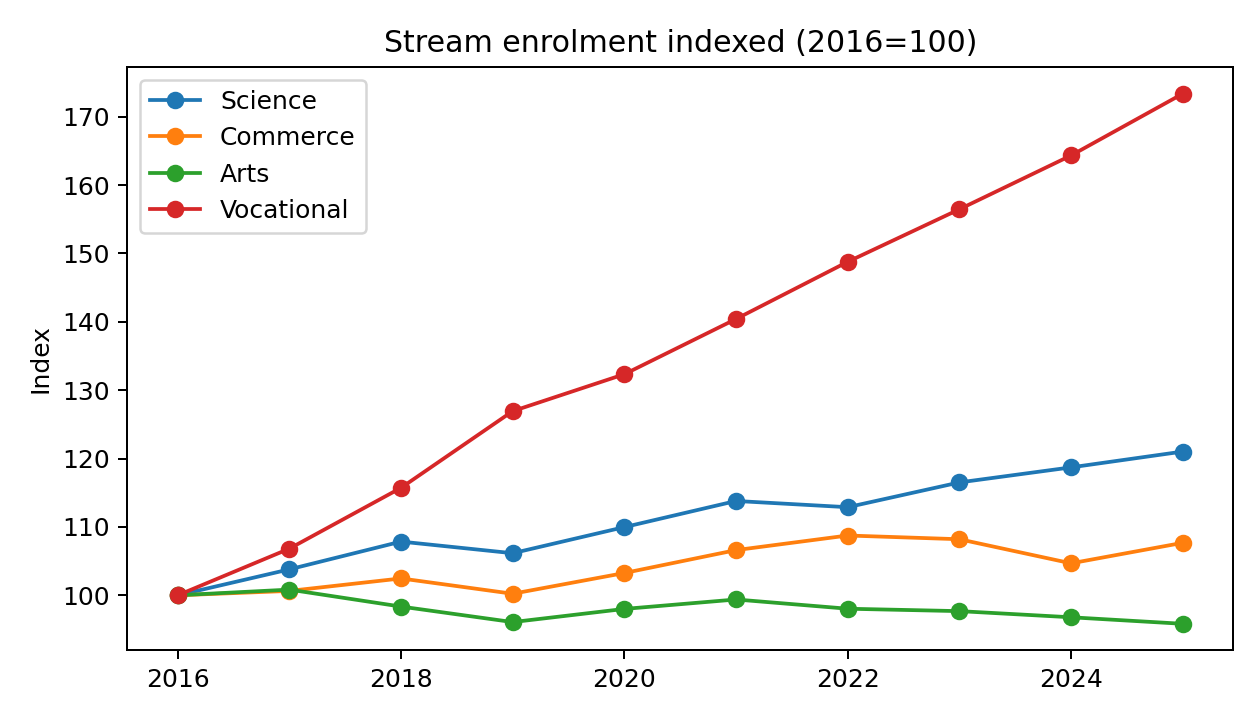 Stream enrolment indexed (2016=100)
Science
Commerce
Arts
Vocational
170
160
150
140
130
120
110
100
Index
2016
2018
2020
2022
2024